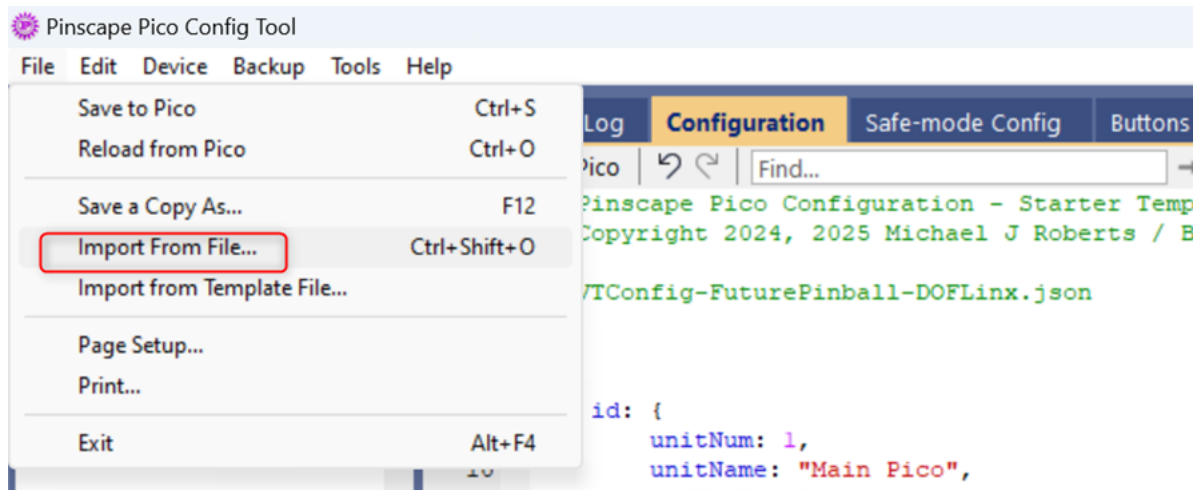 Pinscape Pico Config Tool
File Edit Device Backup Tools Help
Save to Pico Ctrl+S
Log Configuration Safe-mode Config Buttons
Reload from Pico Ctrl+O
Pico Find...
Save a Copy As... F12
Pinscape Pico Configuration - Starter Temp
Copyright 2024, 2025 Michael J Roberts / B
Import From File... Ctrl+Shift+O
Import from Template File...
VTConfig-FuturePinball-DOFLinx.json
Page Setup...
Print...
id: {
Exit Alt+F4
unitNum: 1,
unitName: "Main Pico",